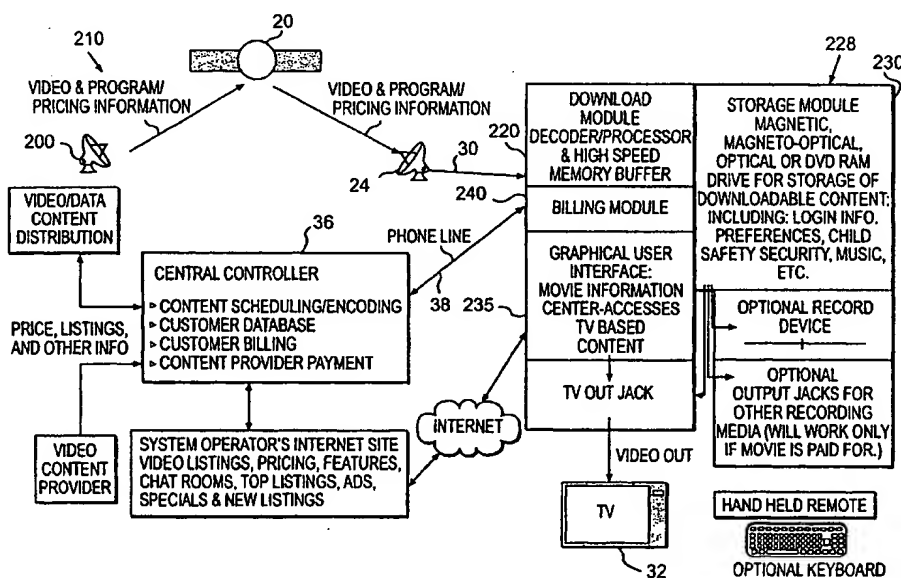 210
20
VIDEO & PROGRAM/
PRICING INFORMATION
VIDEO & PROGRAM/
PRICING INFORMATION
200
24
30
VIDEO/DATA
CONTENT
DISTRIBUTION
36
PHONE LINE
38
CENTRAL CONTROLLER
▹CONTENT SCHEDULING/ENCODING
▹CUSTOMER DATABASE
▹CUSTOMER BILLING
▹CONTENT PROVIDER PAYMENT
PRICE, LISTINGS,
AND OTHER INFO
VIDEO
CONTENT
PROVIDER
SYSTEM OPERATOR'S INTERNET SITE
VIDEO LISTINGS, PRICING, FEATURES,
CHAT ROOMS, TOP LISTINGS, ADS,
SPECIALS & NEW LISTINGS
INTERNET
220
240
235
DOWNLOAD
MODULE
DECODER/PROCESSOR
& HIGH SPEED
MEMORY BUFFER
BILLING MODULE
GRAPHICAL USER
INTERFACE:
MOVIE INFORMATION
CENTER-ACCESSES
TV BASED
CONTENT
TV OUT JACK
VIDEO OUT
TV
32
228
230
STORAGE MODULE
MAGNETIC,
MAGNETO-OPTICAL,
OPTICAL OR DVD RAM
DRIVE FOR STORAGE OF
DOWNLOADABLE CONTENT:
INCLUDING: LOGIN INFO.
PREFERENCES, CHILD
SAFETY SECURITY, MUSIC,
ETC.
OPTIONAL RECORD
DEVICE
OPTIONAL
OUTPUT JACKS FOR
OTHER RECORDING
MEDIA (WILL WORK ONLY
IF MOVIE IS PAID FOR.)
HAND HELD REMOTE
OPTIONAL KEYBOARD